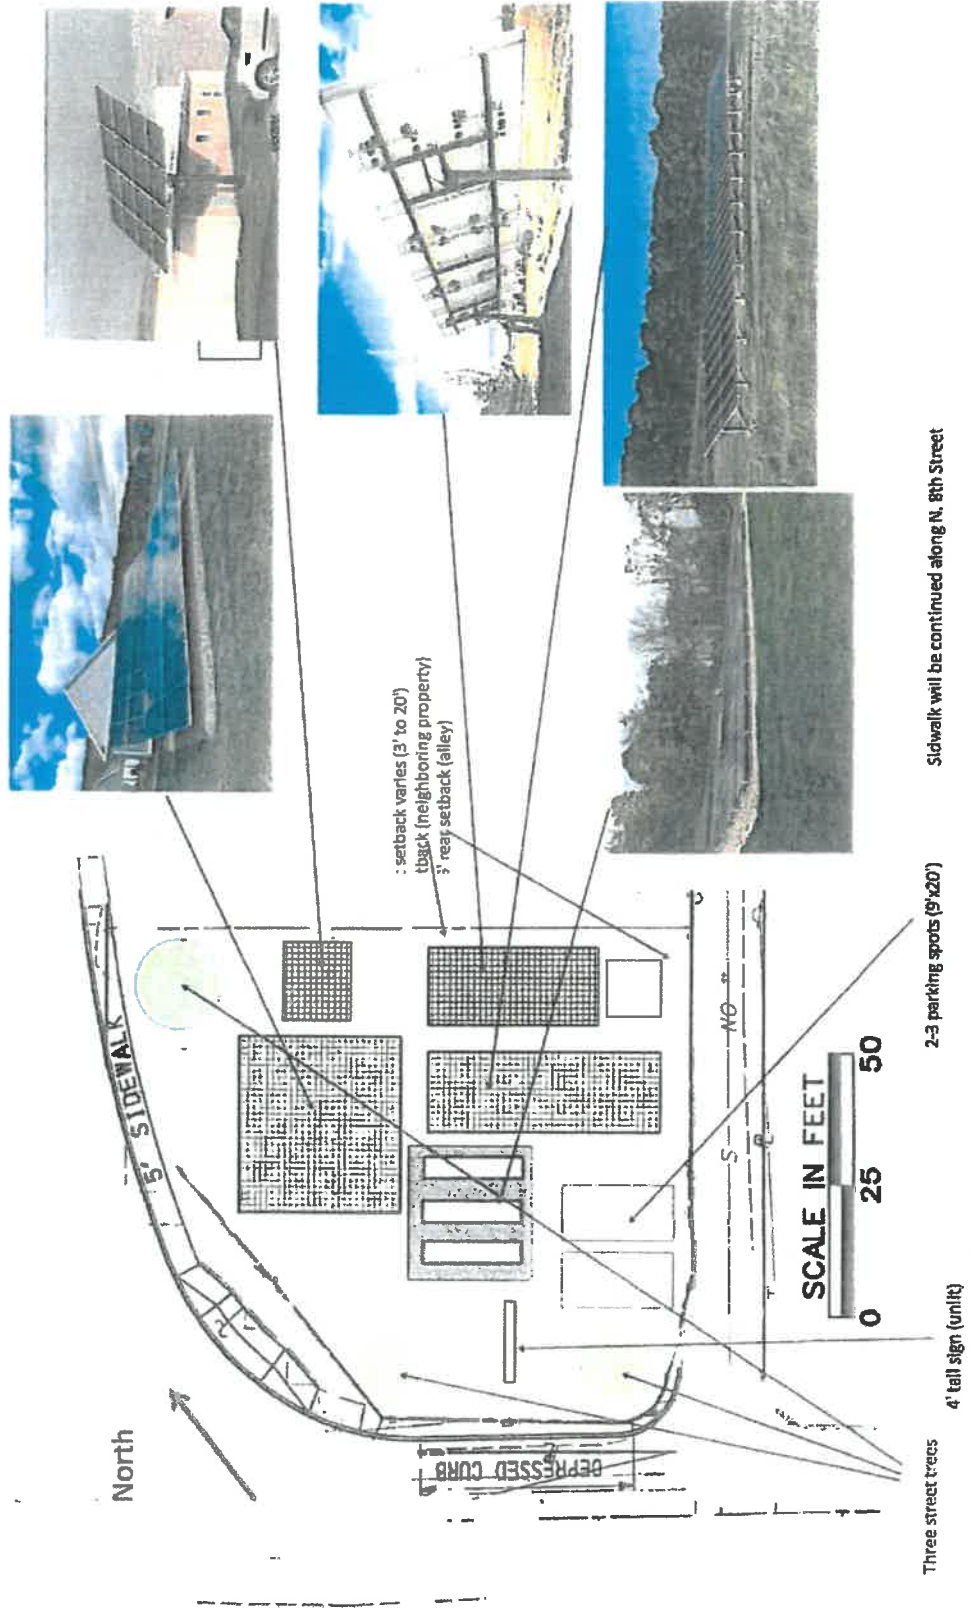 North
5' SIDEWALK
DEPRESSSED CURB
: setback varies (3' to 20')
tback (neighboring property)
5' rear setback (alley)
SCALE IN FEET
0 25 50
Three street trees
4' tall sign (unlit)
2-3 parking spots (9'x20')
Sidwalk will be continued along N. 8th Street